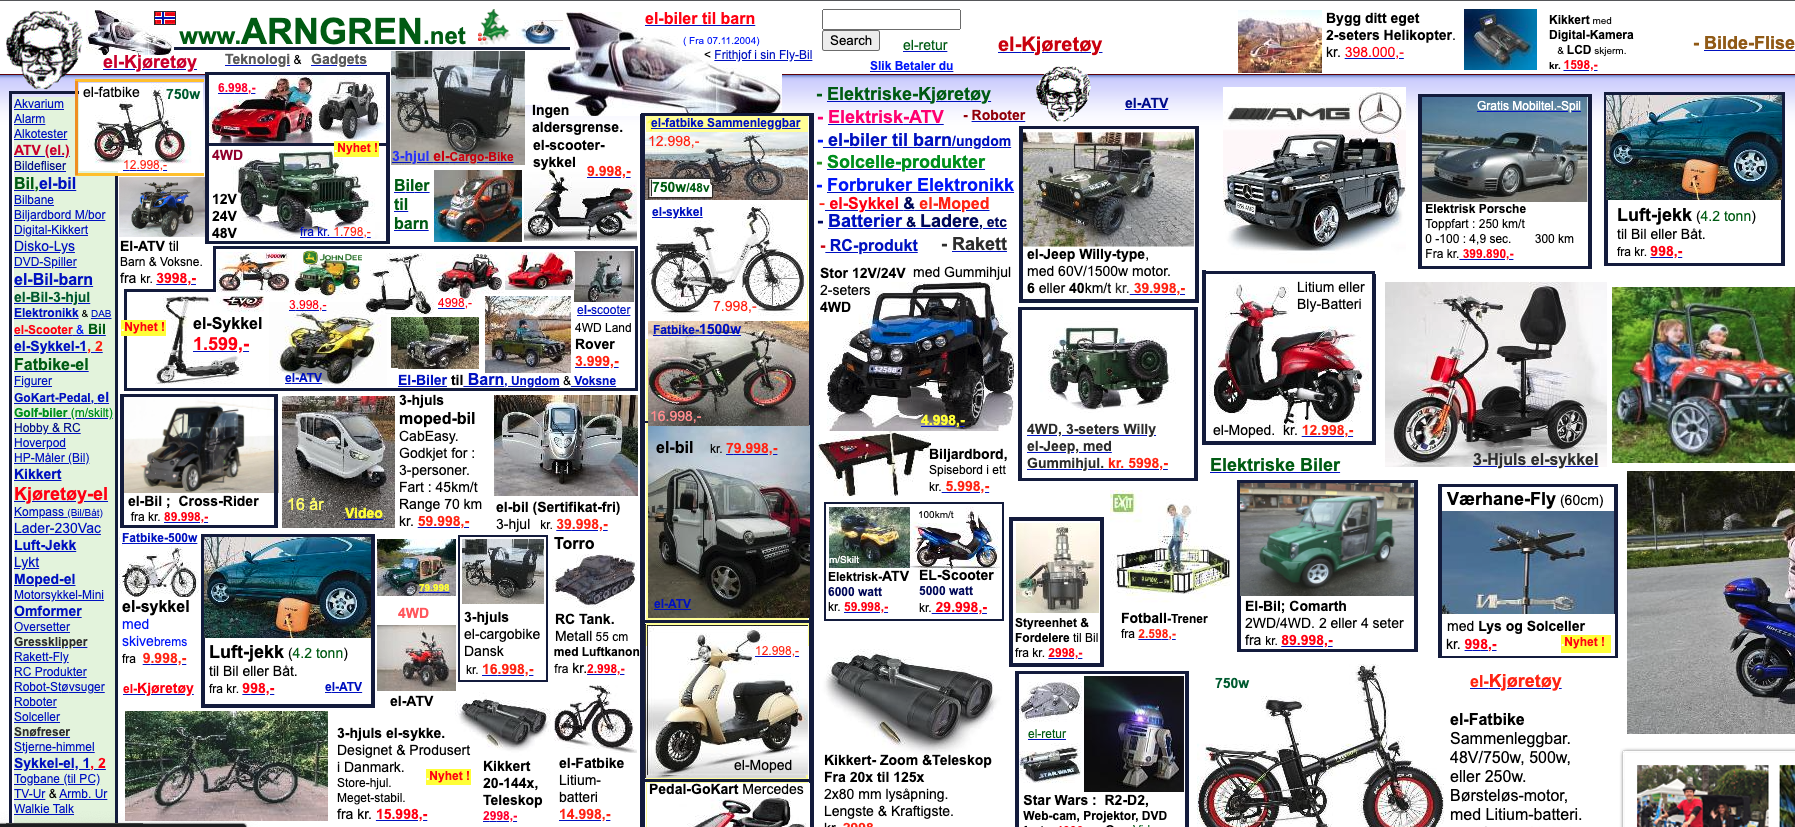 www.ARNGREN.net
el-Kjøretøy
Teknologi & Gadgets
el-biler til barn
( Fra 07.11.2004)
< Frithjof i sin Fly-Bil
Search
el-retur
Slik Betaler du
el-Kjøretøy
Bygg ditt eget
2-seters Helikopter.
kr. 398.000,-
Kikkert med
Digital-Kamera
& LCD skjerm.
kr. 1598,-
- Bilde-Flise
Akvarium
Alarm
Alkotester
ATV (el.)
Bildefliser
Bil,el-bil
Bilbane
Biljardbord M/bor
Digital-Kikkert
Disko-Lys
DVD-Spiller
el-Bil-barn
el-Bil-3-hjul
Elektronikk & DAB
el-Scooter & Bil
el-Sykkel-1, 2
Fatbike-el
Figurer
GoKart-Pedal, el
Golf-biler (m/skilt)
Hobby & RC
Hoverpod
HP-Måler (Bil)
Kikkert
Kjøretøy-el
Kompass (Bil/Båt)
Lader-230Vac
Luft-Jekk
Lykt
Moped-el
Motorsykkel-Mini
Omformer
Oversetter
Gressklipper
Rakett-Fly
RC Produkter
Robot-Støvsuger
Roboter
Solceller
Snøfreser
Stjerne-himmel
Sykkel-el, 1, 2
Togbane (til PC)
TV-Ur & Armb. Ur
Walkie Talk
el-fatbike
750w
12.998,-
6.998,-
Nyhet !
4WD
12V
24V
48V
fra kr. 1.798,-
3-hjul el-Cargo-Bike
Biler
til
barn
Ingen
aldersgrense.
el-scooter-
sykkel
9.998,-
El-ATV til
Barn & Voksne.
fra kr. 3998,-
1000W
JOHN DEERE
3.998,-
4998,-
el-scooter
Nyhet !
EVO
el-Sykkel
1.599,-
el-ATV
4WD Land
Rover
3.999,-
El-Biler til Barn, Ungdom & Voksne
el-Bil ; Cross-Rider
fra kr. 89.998,-
16 år
Video
3-hjuls
moped-bil
CabEasy.
Godkjet for :
3-personer.
Fart : 45km/t
Range 70 km
kr. 59.998,-
el-bil (Sertifikat-fri)
3-hjul kr. 39.998,-
Fatbike-500w
el-sykkel
med
skivebrems
fra 9.998,-
el-Kjøretøy
Luft-jekk (4.2 tonn)
til Bil eller Båt.
fra kr. 998,-
el-ATV
79.998
4WD
el-ATV
3-hjuls
el-cargobike
Dansk
kr. 16.998,-
Torro
RC Tank.
Metall 55 cm
med Luftkanon
fra kr.2.998,-
3-hjuls el-sykke.
Designet & Produsert
i Danmark.
Store-hjul.
Meget-stabil.
fra kr. 15.998,-
Nyhet !
Kikkert
20-144x,
Teleskop
2998,-
el-Fatbike
Litium-
batteri
14.998,-
el-fatbike Sammenleggbar
12.998,-
750w/48v
el-sykkel
7.998,-
Fatbike-1500w
16.998,-
el-bil kr. 79.998,-
el-ATV
12.998,-
el-Moped
Pedal-GoKart Mercedes
- Elektriske-Kjøretøy
- Elektrisk-ATV - Roboter
- el-biler til barn/ungdom
- Solcelle-produkter
- Forbruker Elektronikk
- el-Sykkel & el-Moped
- Batterier & Ladere, etc
- RC-produkt - Rakett
Stor 12V/24V med Gummihjul
2-seters
4WD
4.998,-
Biljardbord,
Spisebord i ett
kr. 5.998,-
m/Skilt
Elektrisk-ATV
6000 watt
kr. 59.998,-
100km/t
EL-Scooter
5000 watt
kr. 29.998,-
Kikkert- Zoom &Teleskop
Fra 20x til 125x
2x80 mm lysåpning.
Lengste & Kraftigste.
el-ATV
el-Jeep Willy-type,
med 60V/1500w motor.
6 eller 40km/t kr. 39.998,-
4WD, 3-seters Willy
el-Jeep, med
Gummihjul. kr. 5998,-
Styreenhet &
Fordelere til Bil
fra kr. 2998,-
EXIT
Fotball-Trener
fra 2.598,-
el-retur
STAR WARS
Star Wars : R2-D2,
Web-cam, Projektor, DVD
AMG
Gratis Mobiltel.-Spil
Elektrisk Porsche
Toppfart : 250 km/t
0 -100 : 4,9 sec. 300 km
Fra kr. 399.890,-
Luft-jekk (4.2 tonn)
til Bil eller Båt.
fra kr. 998,-
Litium eller
Bly-Batteri
el-Moped. kr. 12.998,-
3-Hjuls el-sykkel
Elektriske Biler
El-Bil; Comarth
2WD/4WD. 2 eller 4 seter
fra kr. 89.998,-
Værhane-Fly (60cm)
med Lys og Solceller
kr. 998,-
Nyhet !
750w
el-Kjøretøy
el-Fatbike
Sammenleggbar.
48V/750w, 500w,
eller 250w.
Børsteløs-motor,
med Litium-batteri.